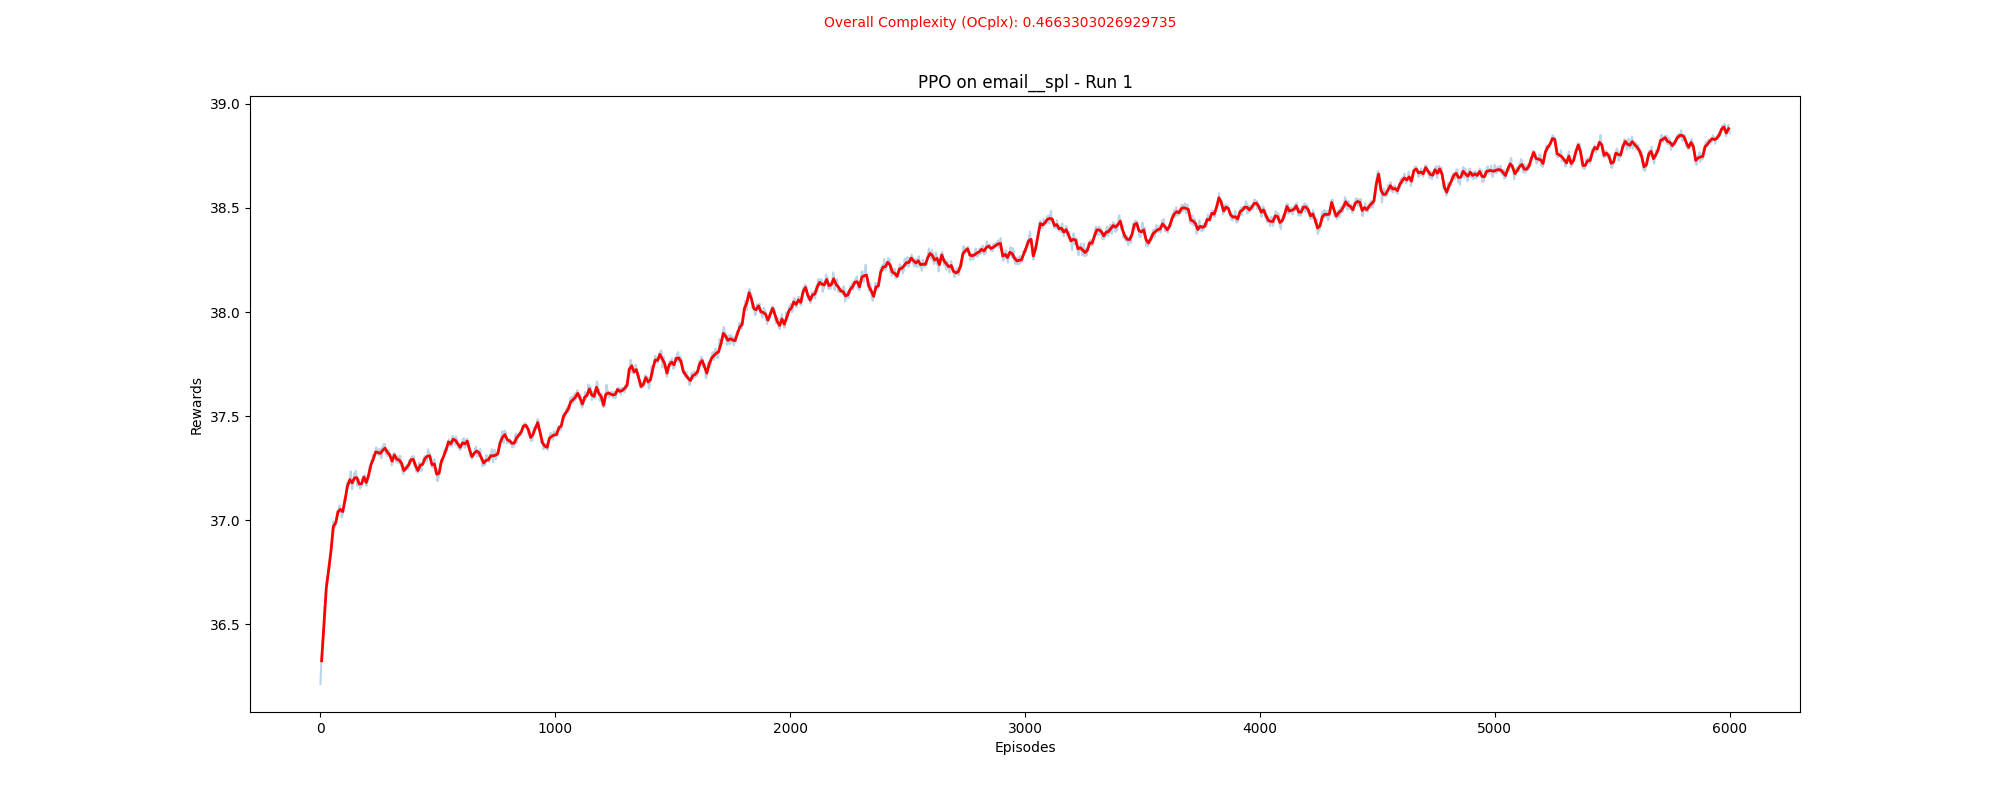 Overall Complexity (OCplx): 0.4663303026929735
PPO on email__spl - Run 1
39.0
38.5
38.0
37.5
37.0
36.5
Rewards
0 1000 2000 3000 4000 5000 6000
Episodes